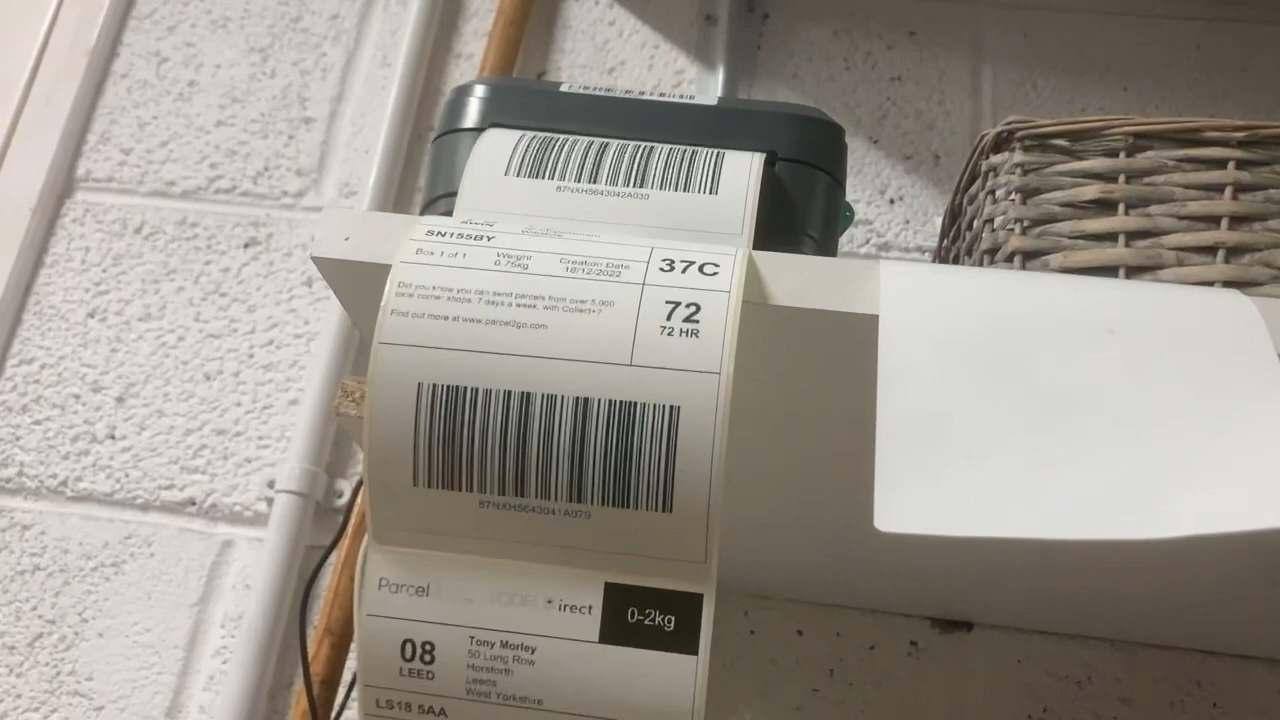 87NXH5643042A030
SN155BY
Box 1 of 1
Weight
0.75kg
Creation Date
18/12/2022
37C
Did you know you can send parcels from over 5,000
local corner shops, 7 days a week, with Collect+?
Find out more at www.parcel2go.com
72
72 HR
87NXH5643041A079
Parcel irect
0-2kg
08
LEED
Tony Morley
50 Long Row
Horsforth
Leeds
West Yorkshire
LS18 5AA